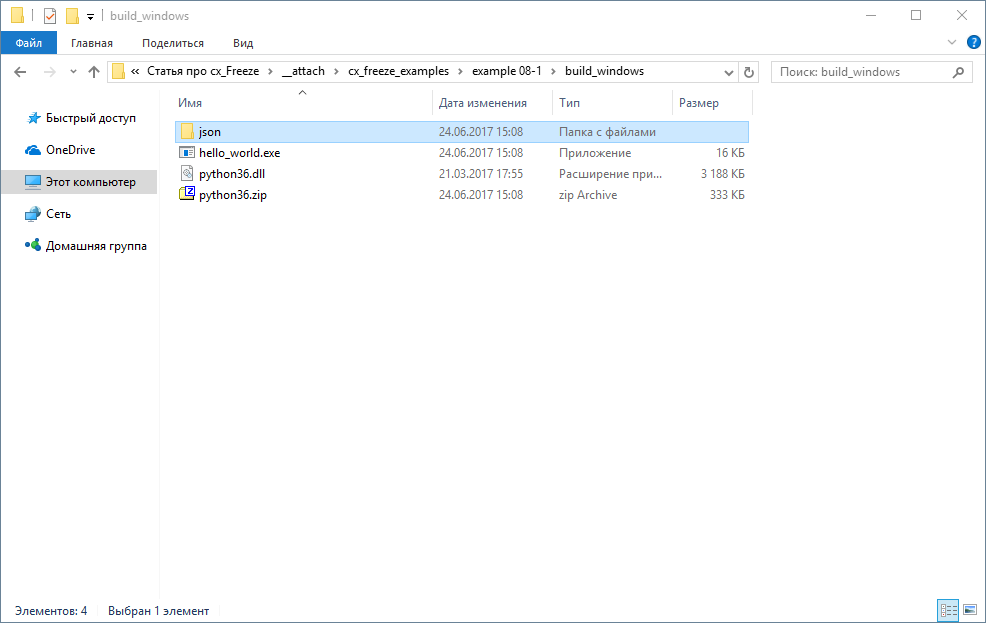 build_windows
Файл Главная Поделиться Вид ?
« Статья про cx_Freeze > __attach > cx_freeze_examples > example 08-1 > build_windows Поиск: build_windows
Имя Дата изменения Тип Размер
Быстрый доступ
OneDrive
Этот компьютер
Сеть
Домашняя группа
json 24.06.2017 15:08 Папка с файлами
hello_world.exe 24.06.2017 15:08 Приложение 16 КБ
python36.dll 21.03.2017 17:55 Расширение при... 3 188 КБ
python36.zip 24.06.2017 15:08 zip Archive 333 КБ
Элементов: 4 Выбран 1 элемент